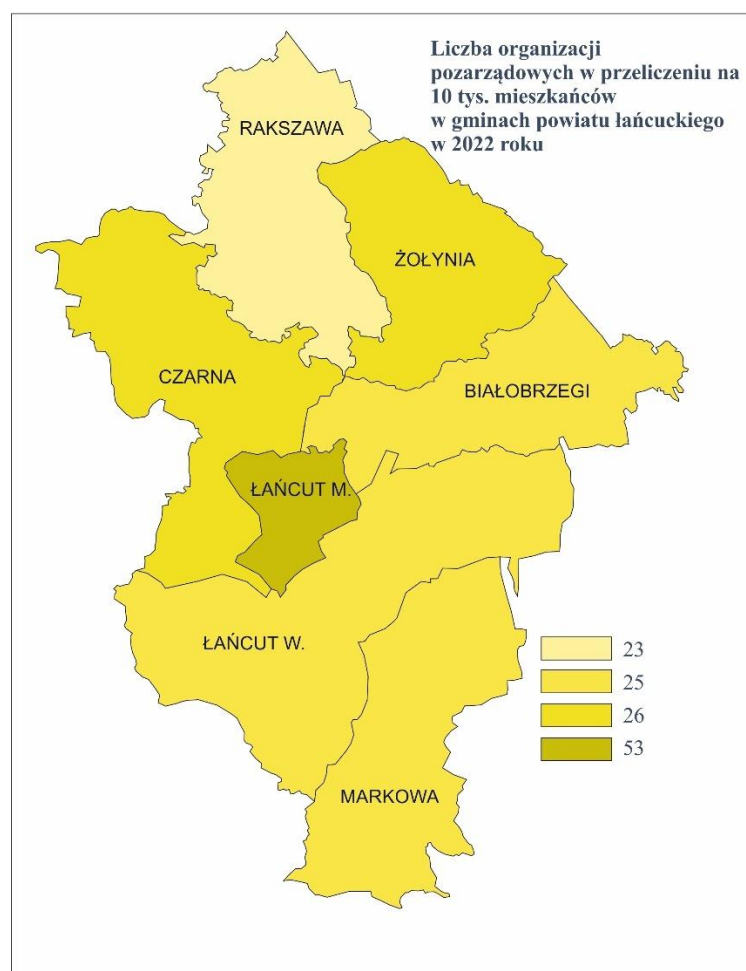 Liczba organizacji
pozarządowych w przeliczeniu na
10 tys. mieszkańców
w gminach powiatu łańcuckiego
w 2022 roku
RAKSZAWA
ŻOŁYNIA
CZARNA
BIAŁOBRZEGI
ŁAŃCUT M.
ŁAŃCUT W.
MARKOWA
23
25
26
53